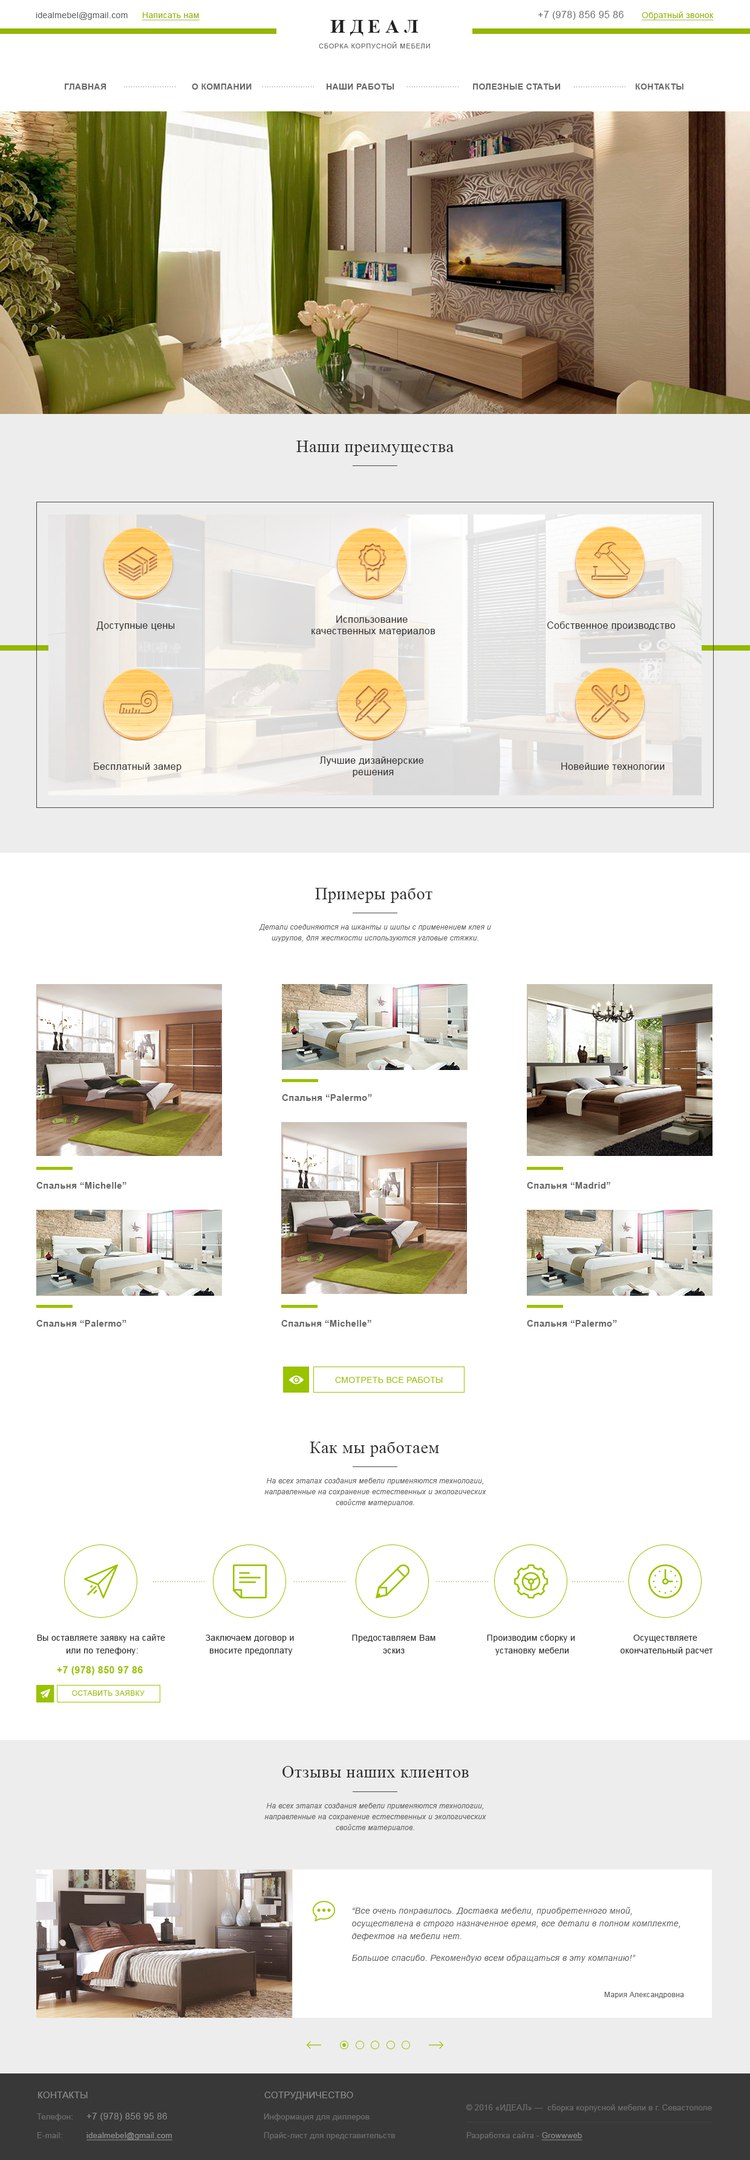 idealmebel@gmail.com Написать нам
ИДЕАЛ
СБОРКА КОРПУСНОЙ МЕБЕЛИ
+7 (978) 856 95 86 Обратный звонок
ГЛАВНАЯ О КОМПАНИИ НАШИ РАБОТЫ ПОЛЕЗНЫЕ СТАТЬИ КОНТАКТЫ
Наши преимущества
Доступные цены
Использование
качественных материалов
Собственное производство
Бесплатный замер
Лучшие дизайнерские
решения
Новейшие технологии
Примеры работ
Детали соединяются на шканты и шипы с применением клея и
шурупов, для жесткости используются угловые стяжки.
Спальня “Michelle”
Спальня “Palermo”
Спальня “Madrid”
Спальня “Palermo”
Спальня “Michelle”
Спальня “Palermo”
СМОТРЕТЬ ВСЕ РАБОТЫ
Как мы работаем
На всех этапах создания мебели применяются технологии,
направленные на сохранение естественных и экологических
свойств материалов.
Вы оставляете заявку на сайте
или по телефону:
+7 (978) 850 97 86
ОСТАВИТЬ ЗАЯВКУ
Заключаем договор и
вносите предоплату
Предоставляем Вам
эскиз
Производим сборку и
установку мебели
Осуществляете
окончательный расчет
Отзывы наших клиентов
На всех этапах создания мебели применяются технологии,
направленные на сохранение естественных и экологических
свойств материалов.
“Все очень понравилось. Доставка мебели, приобретенного мной,
осуществлена в строго назначенное время, все детали в полном комплекте,
дефектов на мебели нет.
Большое спасибо. Рекомендую всем обращаться в эту компанию!”
Мария Александровна
КОНТАКТЫ
Телефон: +7 (978) 856 95 86
E-mail: idealmebel@gmail.com
СОТРУДНИЧЕСТВО
Информация для диллеров
Прайс-лист для представительств
© 2016 «ИДЕАЛ» — сборка корпусной мебели в г. Севастополе
Разработка сайта - Growwweb